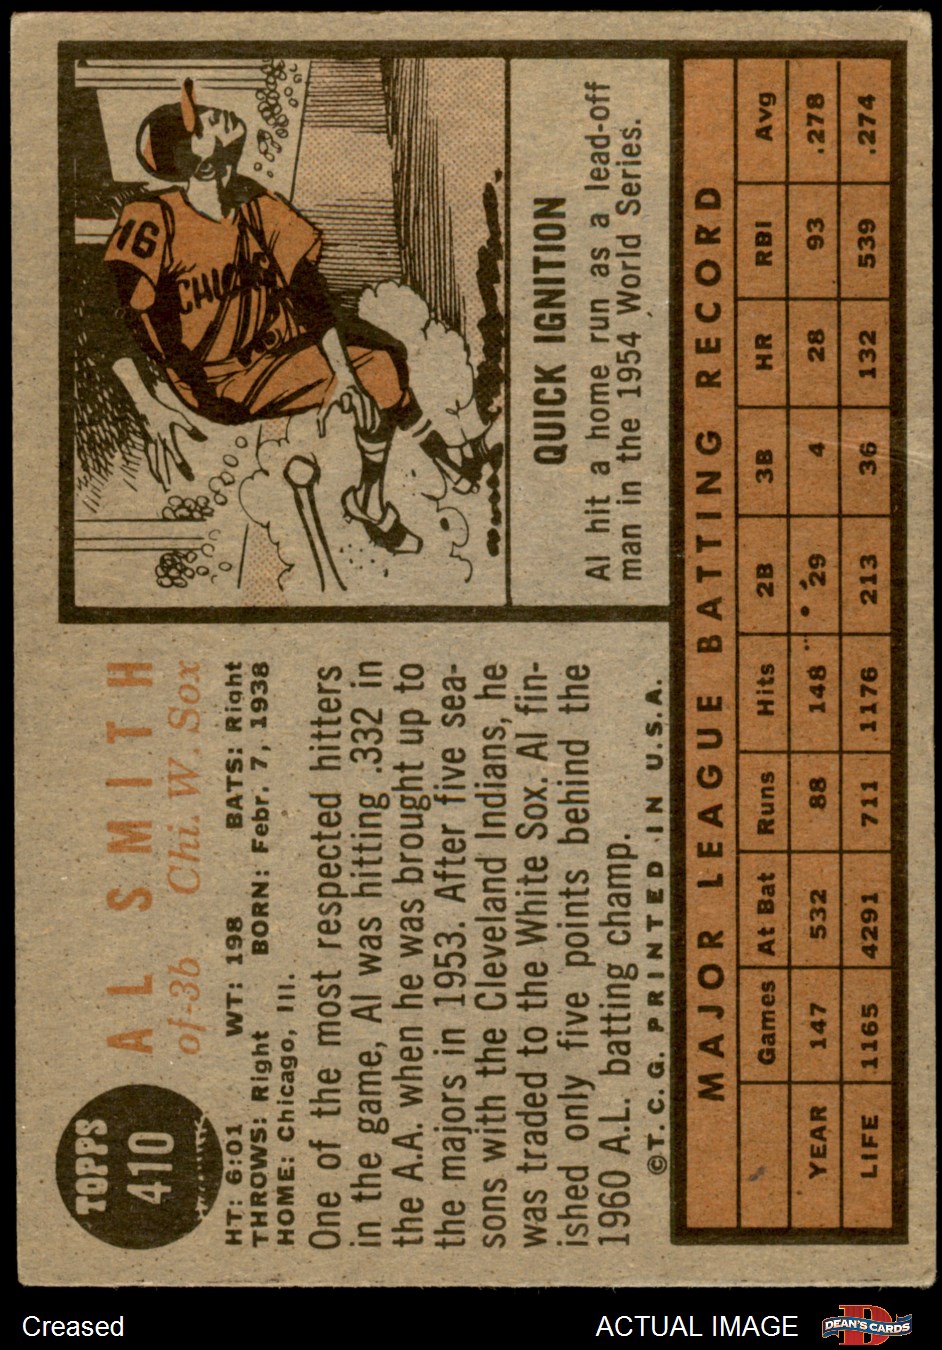 TOPPS
410
AL SMITH
of-3b Chi. W. Sox
HT: 6:01 WT: 198 BATS: Right
THROWS: Right BORN: Febr. 7, 1938
HOME: Chicago, Ill.
One of the most respected hitters
in the game, Al was hitting .332 in
the A.A. when he was brought up to
the majors in 1953. After five sea-
sons with the Cleveland Indians, he
was traded to the White Sox. Al fin-
ished only five points behind the
1960 A.L. batting champ.
©T. C. G. PRINTED IN U.S.A.
16
CHICAGO
QUICK IGNITION
Al hit a home run as a lead-off
man in the 1954 World Series.
MAJOR LEAGUE BATTING RECORD
Games At Bat Runs Hits 2B 3B HR RBI Avg
YEAR 147 532 88 148 29 4 28 93 .278
LIFE 1165 4291 711 1176 213 36 132 539 .274
Creased
ACTUAL IMAGE
DEAN'S CARDS